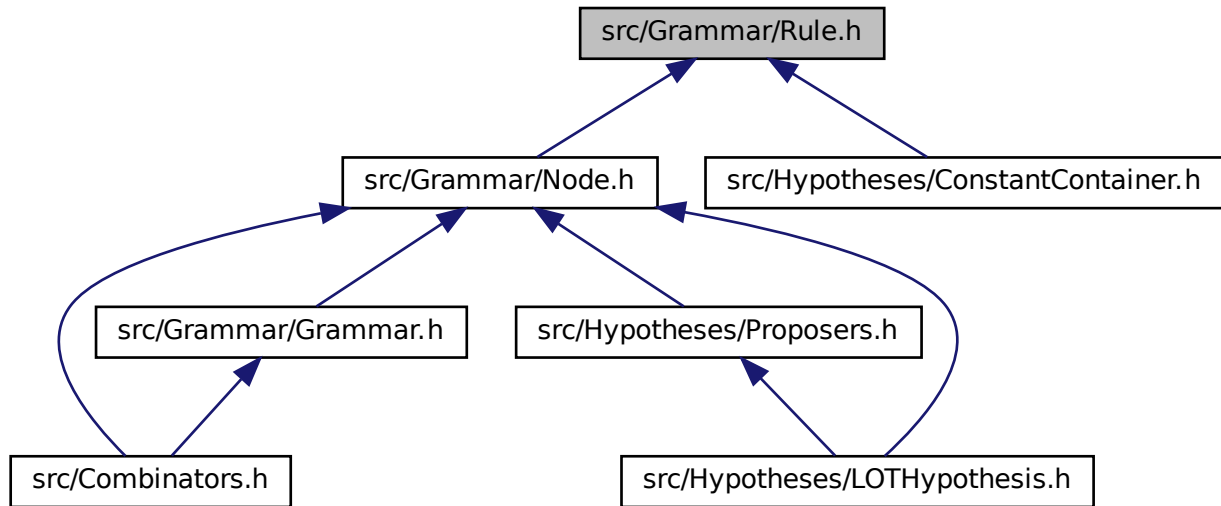 src/Grammar/Rule.h
src/Grammar/Node.h
src/Hypotheses/ConstantContainer.h
src/Grammar/Grammar.h
src/Hypotheses/Proposers.h
src/Combinators.h
src/Hypotheses/LOTHypothesis.h